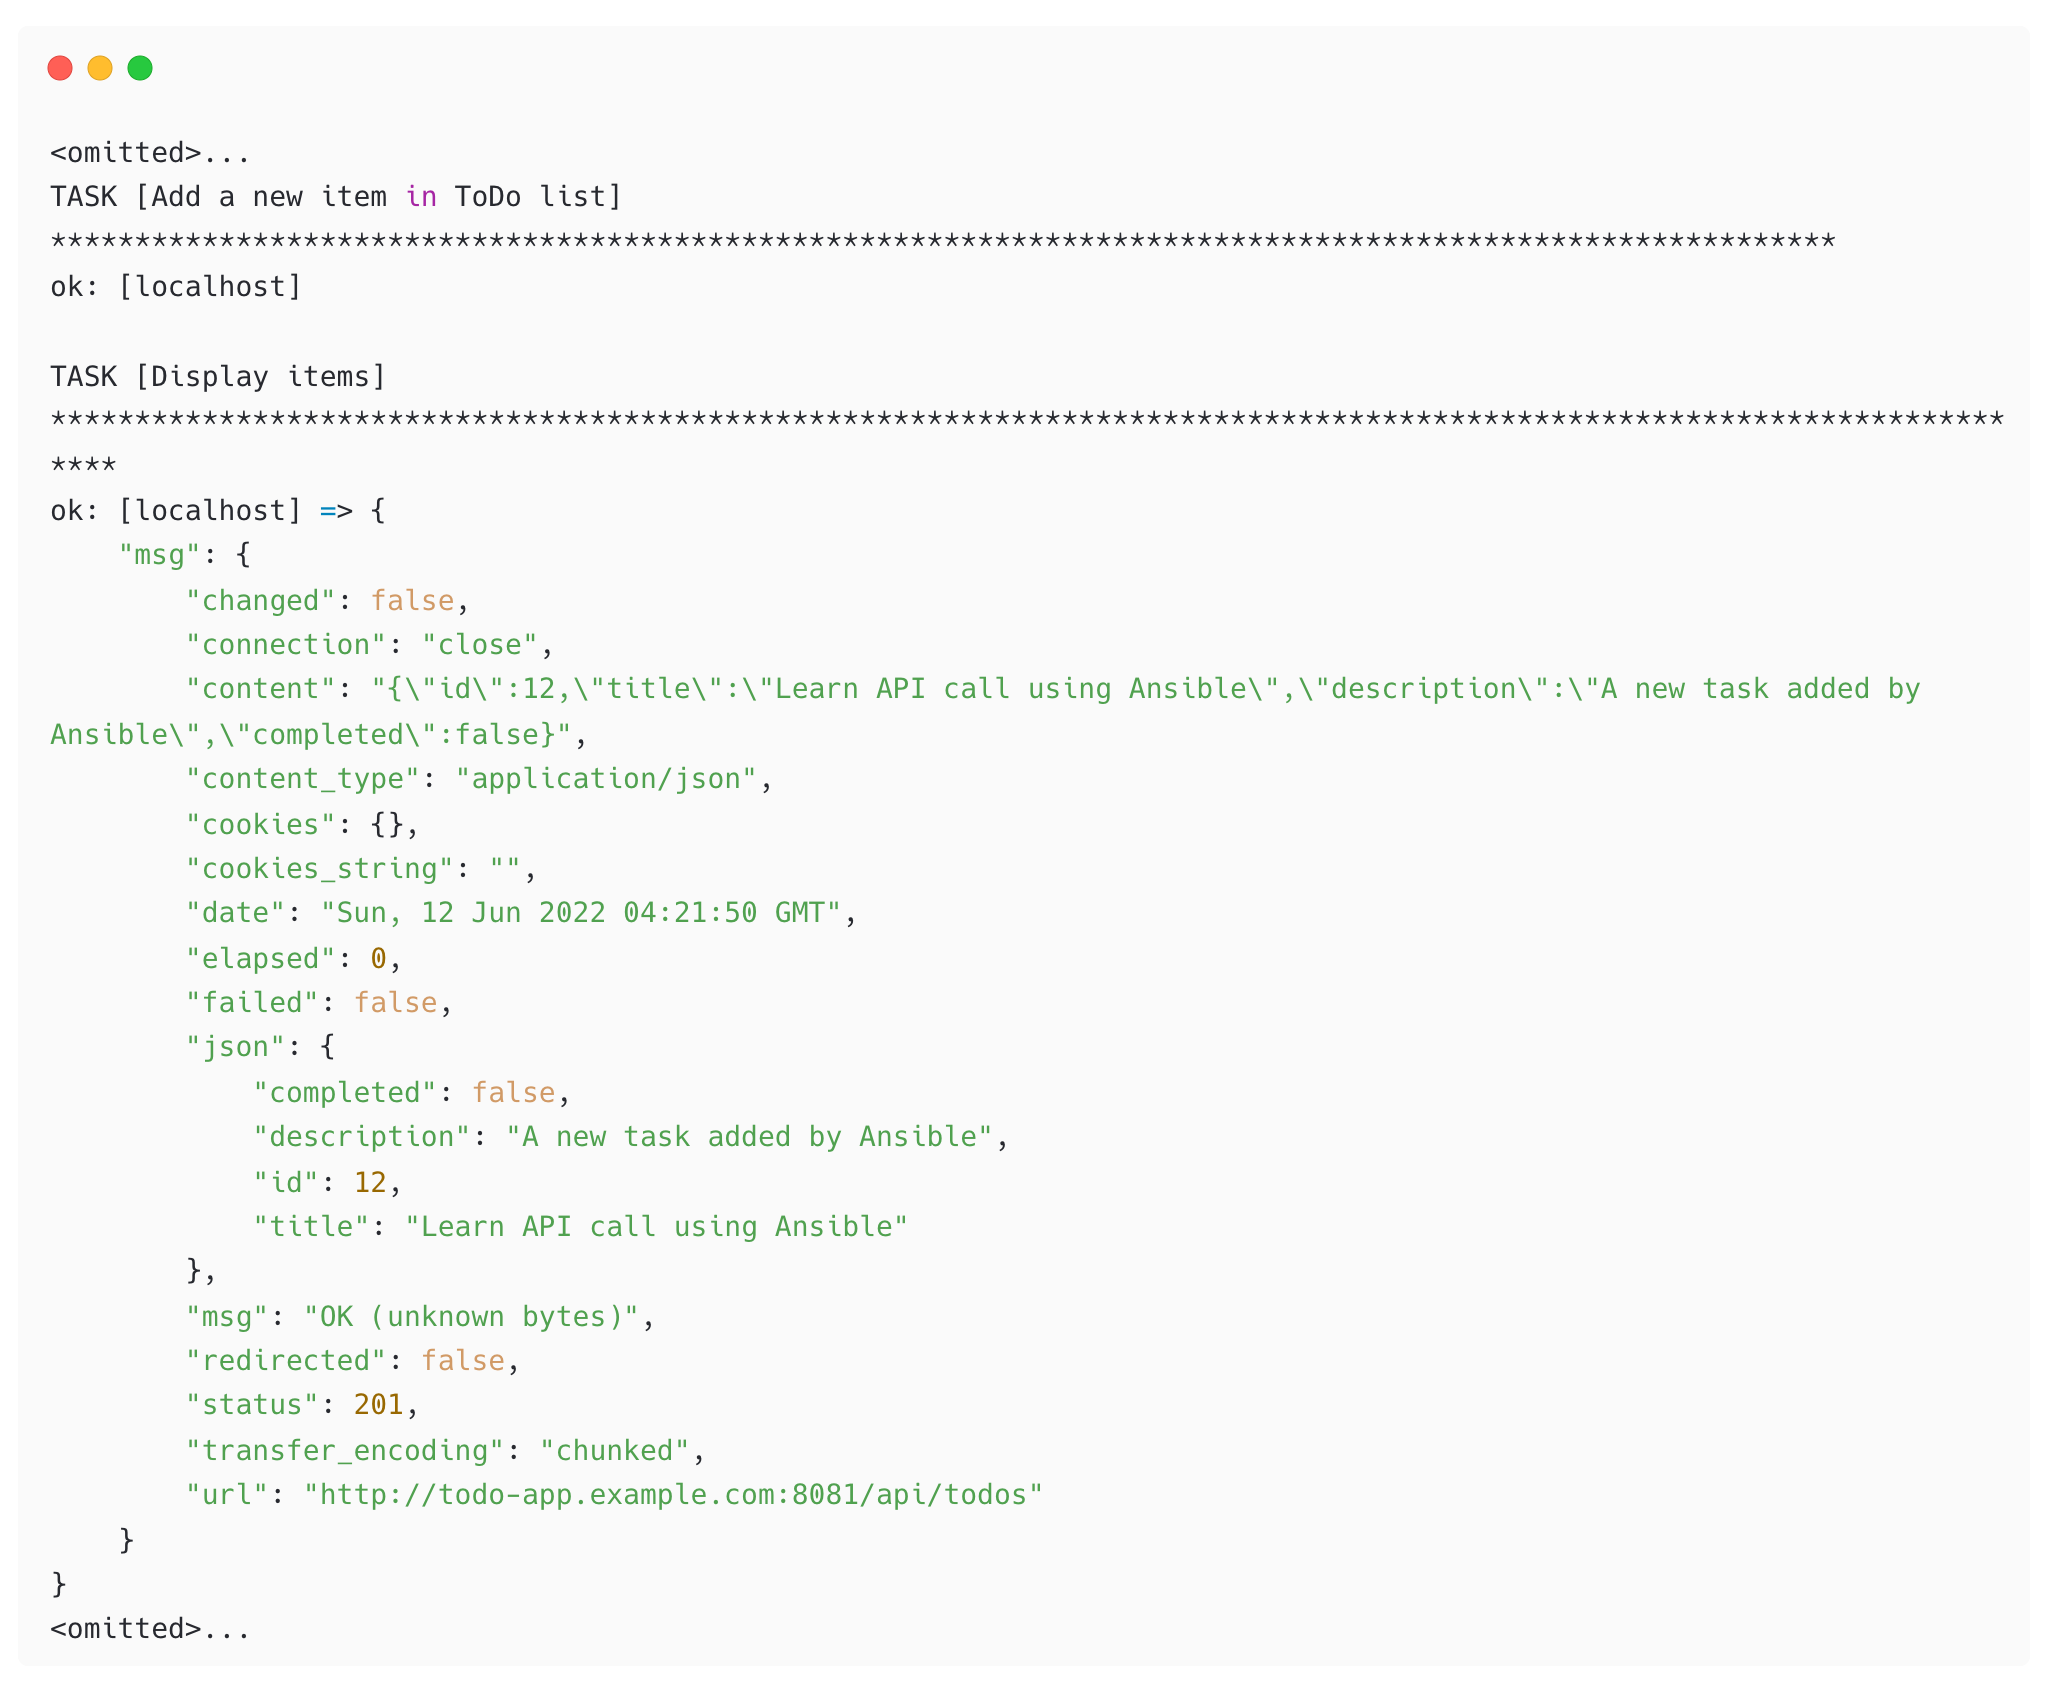 <omitted>...
TASK [Add a new item in ToDo list]
**********************************************************************************************************
ok: [localhost]
TASK [Display items]
********************************************************************************************************************
****
ok: [localhost] => {
    "msg": {
        "changed": false,
        "connection": "close",
        "content": "{\"id\":12,\"title\":\"Learn API call using Ansible\",\"description\":\"A new task added by
Ansible\",\"completed\":false}",
        "content_type": "application/json",
        "cookies": {},
        "cookies_string": "",
        "date": "Sun, 12 Jun 2022 04:21:50 GMT",
        "elapsed": 0,
        "failed": false,
        "json": {
            "completed": false,
            "description": "A new task added by Ansible",
            "id": 12,
            "title": "Learn API call using Ansible"
        },
        "msg": "OK (unknown bytes)",
        "redirected": false,
        "status": 201,
        "transfer_encoding": "chunked",
        "url": "http://todo-app.example.com:8081/api/todos"
    }
}
<omitted>...